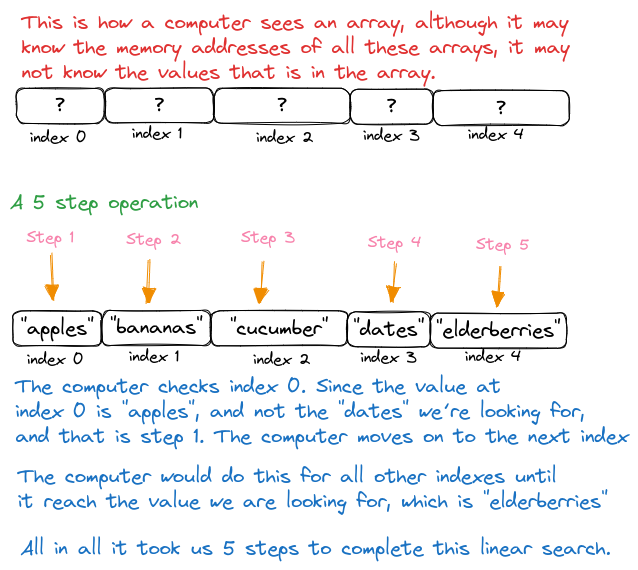 This is how a computer sees an array, although it may
know the memory addresses of all these arrays, it may
not know the values that is in the array.
? ? ? ? ?
index 0 index 1 index 2 index 3 index 4
A 5 step operation
Step 1 Step 2 Step 3 Step 4 Step 5
"apples" "bananas" "cucumber" "dates" "elderberries"
index 0 index 1 index 2 index 3 index 4
The computer checks index 0. Since the value at
index 0 is "apples", and not the "dates" we're looking for,
and that is step 1. The computer moves on to the next index
The computer would do this for all other indexes until
it reach the value we are looking for, which is "elderberries"
All in all it took us 5 steps to complete this linear search.